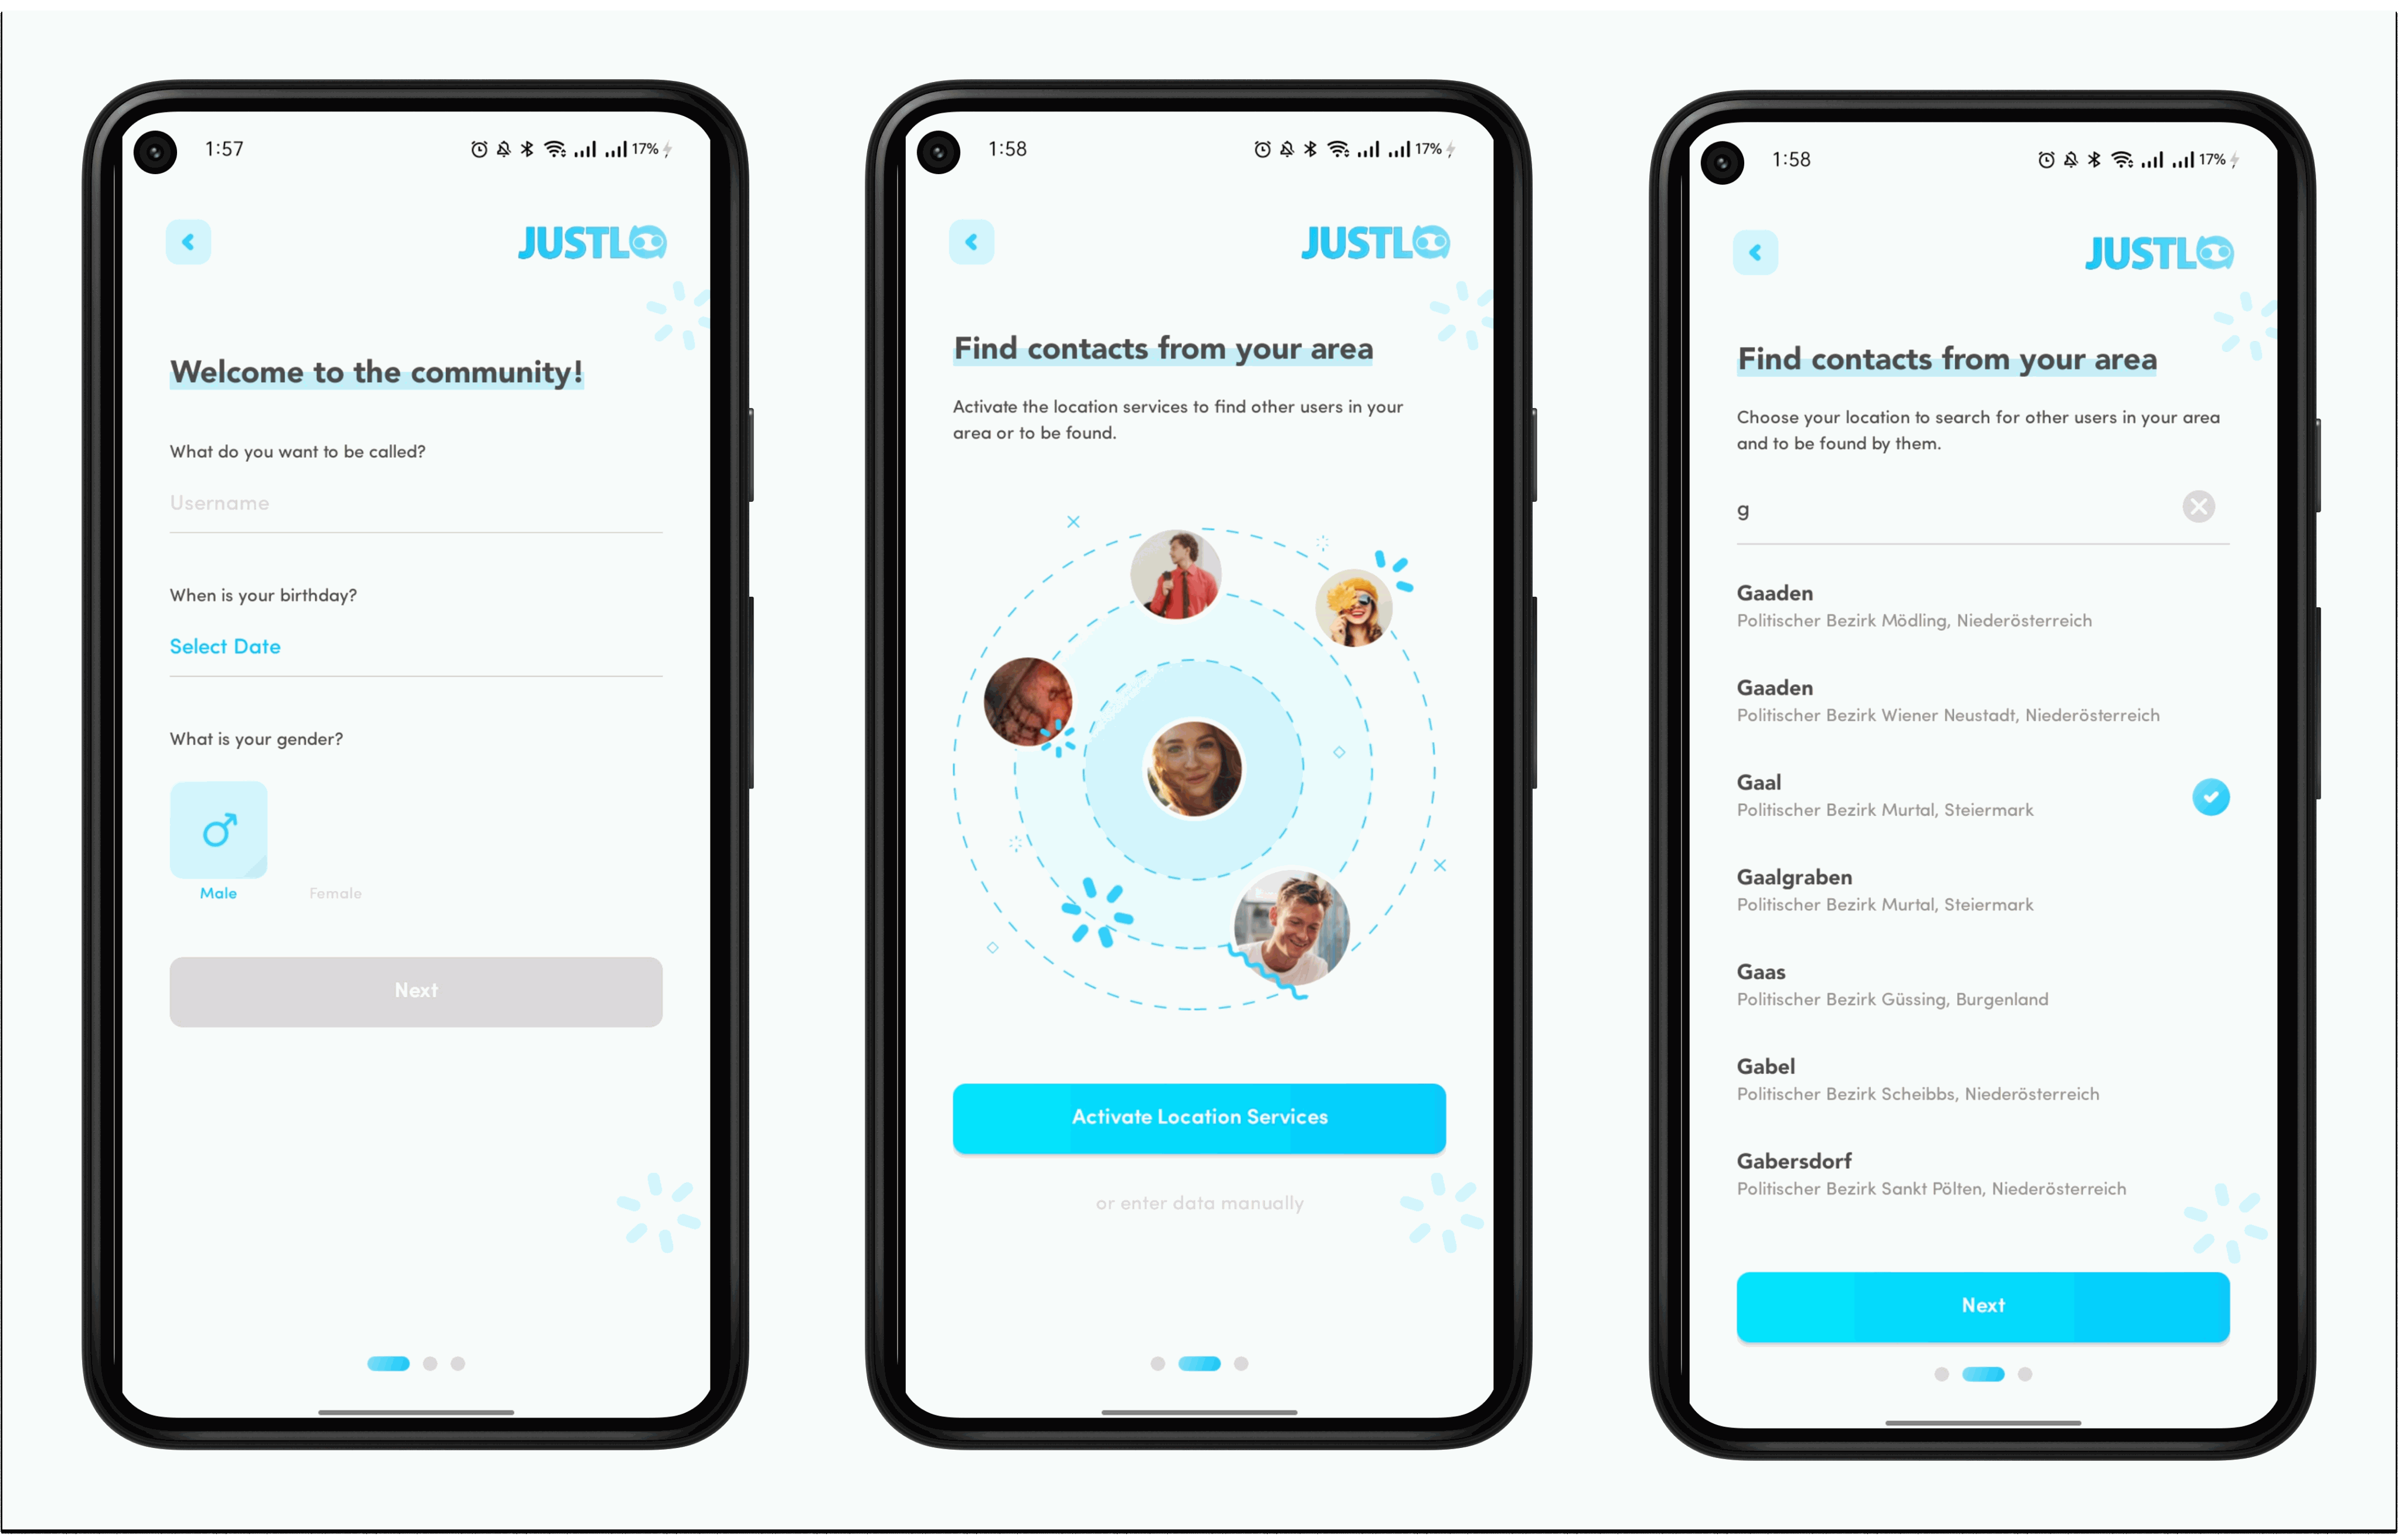 1:57
17%
JUSTLO
Welcome to the community!
What do you want to be called?
Username
When is your birthday?
Select Date
What is your gender?
Male
Female
Next
1:58
17%
JUSTLO
Find contacts from your area
Activate the location services to find other users in your
area or to be found.
Activate Location Services
or enter data manually
1:58
17%
JUSTLO
Find contacts from your area
Choose your location to search for other users in your area
and to be found by them.
g
Gaaden
Politischer Bezirk Mödling, Niederösterreich
Gaaden
Politischer Bezirk Wiener Neustadt, Niederösterreich
Gaal
Politischer Bezirk Murtal, Steiermark
Gaalgraben
Politischer Bezirk Murtal, Steiermark
Gaas
Politischer Bezirk Güssing, Burgenland
Gabel
Politischer Bezirk Scheibbs, Niederösterreich
Gabersdorf
Politischer Bezirk Sankt Pölten, Niederösterreich
Next